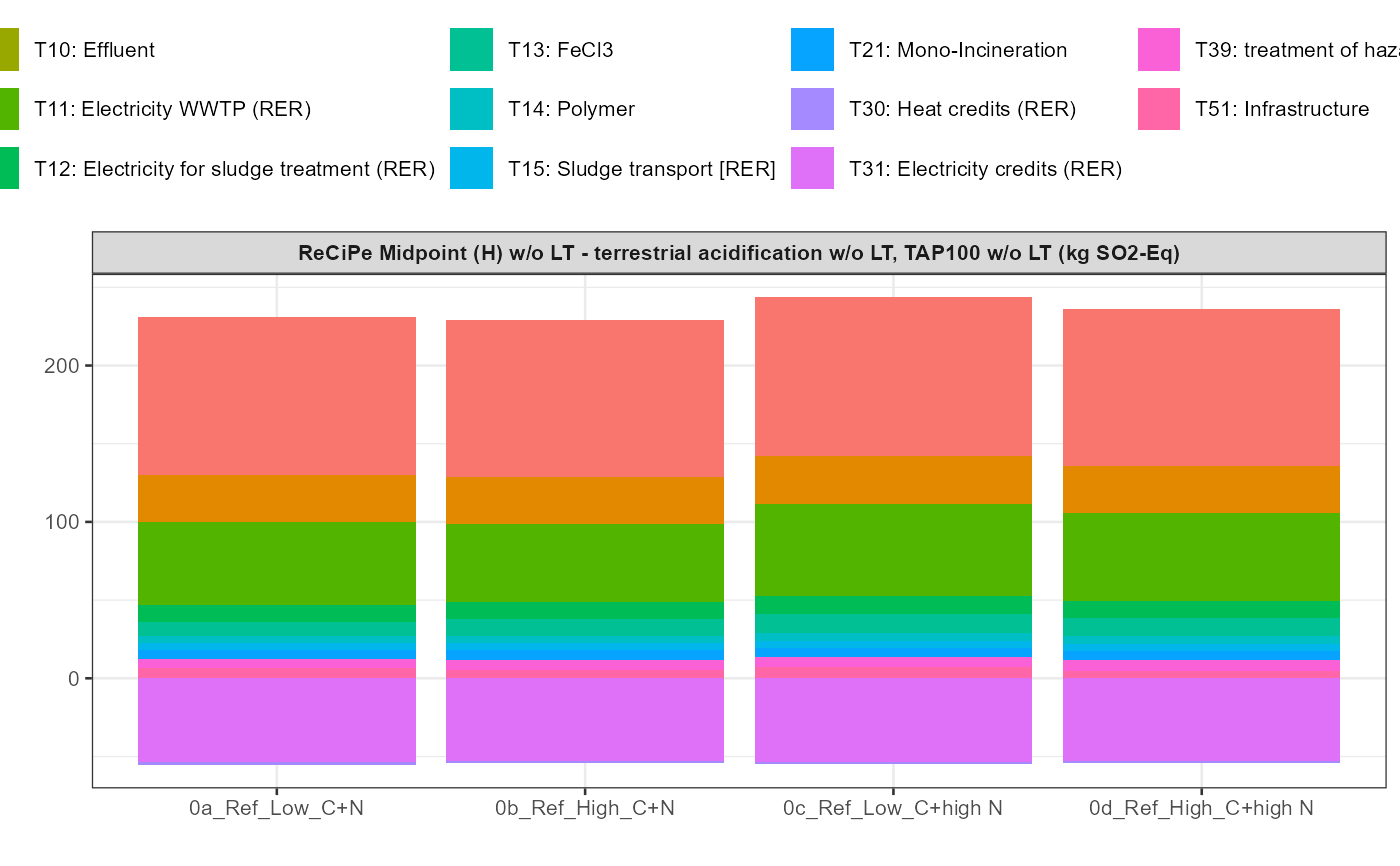 T10: Effluent
T13: FeCl3
T21: Mono-Incineration
T39: treatment of haz
T11: Electricity WWTP (RER)
T14: Polymer
T30: Heat credits (RER)
T51: Infrastructure
T12: Electricity for sludge treatment (RER)
T15: Sludge transport [RER]
T31: Electricity credits (RER)
ReCiPe Midpoint (H) w/o LT - terrestrial acidification w/o LT, TAP100 w/o LT (kg SO2-Eq)
200
100
0
0a_Ref_Low_C+N
0b_Ref_High_C+N
0c_Ref_Low_C+high N
0d_Ref_High_C+high N